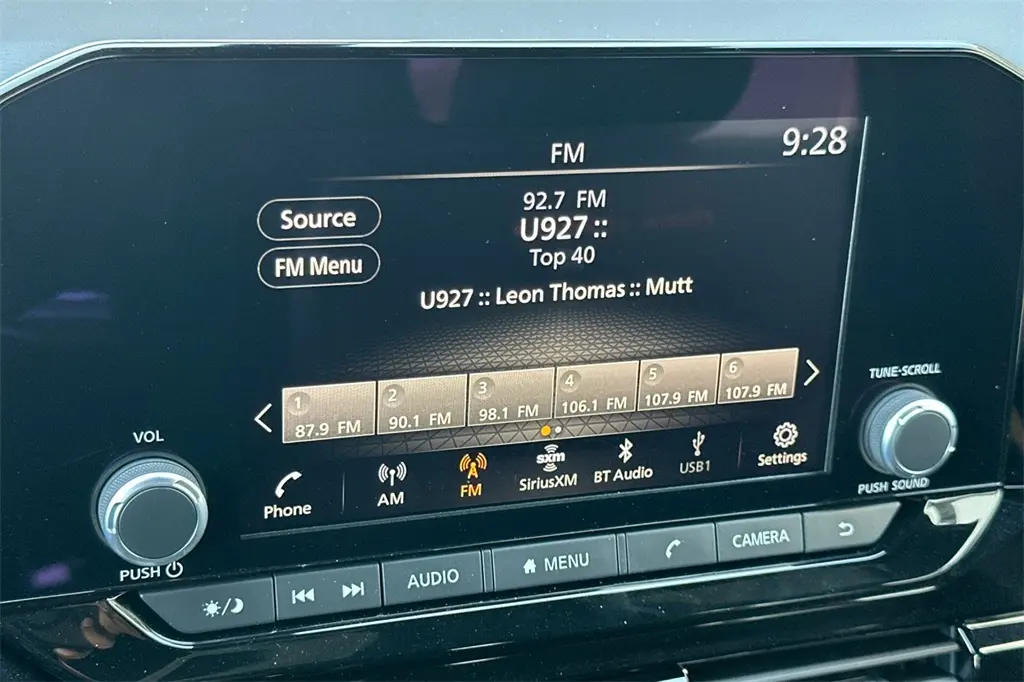 FM
9:28
Source
FM Menu
92.7 FM
U927 ::
Top 40
U927 :: Leon Thomas :: Mutt
1
87.9 FM
2
90.1 FM
3
98.1 FM
4
106.1 FM
5
107.9 FM
6
107.9 FM
Phone
AM
FM
sxm
SiriusXM
BT Audio
USB1
Settings
VOL
PUSH
TUNE·SCROLL
PUSH SOUND
AUDIO
MENU
CAMERA